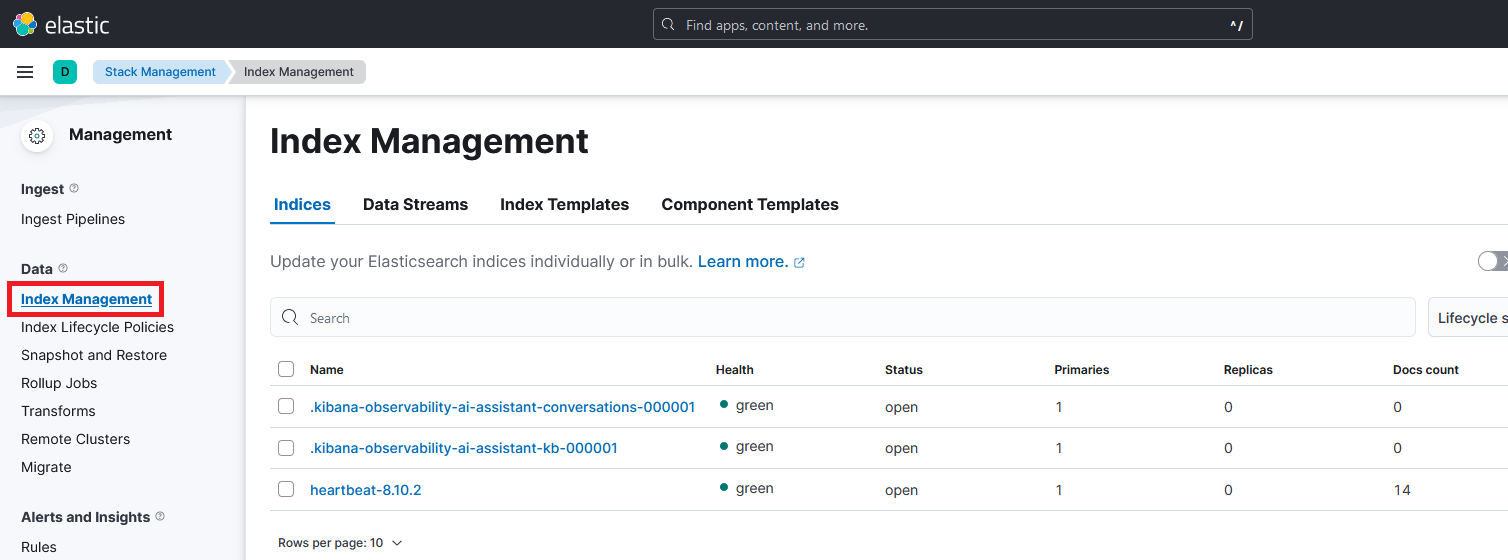 elastic
Find apps, content, and more.
^/
D
Stack Management
Index Management
Management
Ingest
Ingest Pipelines
Data
Index Management
Index Lifecycle Policies
Snapshot and Restore
Rollup Jobs
Transforms
Remote Clusters
Migrate
Alerts and Insights
Rules
Index Management
Indices Data Streams Index Templates Component Templates
Update your Elasticsearch indices individually or in bulk. Learn more.
Search
Lifecycle s
Name Health Status Primaries Replicas Docs count
.kibana-observability-ai-assistant-conversations-000001 green open 1 0 0
.kibana-observability-ai-assistant-kb-000001 green open 1 0 0
heartbeat-8.10.2 green open 1 0 14
Rows per page: 10